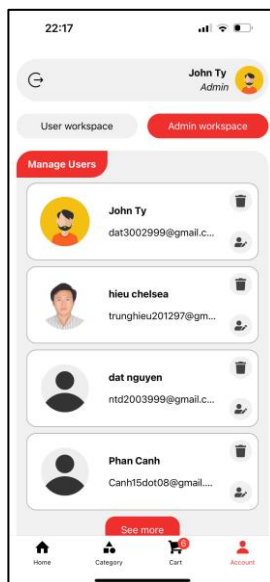 22:17
John Ty
Admin
User workspace
Admin workspace
Manage Users
John Ty
dat3002999@gmail.c...
hieu chelsea
trunghieu201297@gm...
dat nguyen
ntd2003999@gmail.c...
Phan Canh
Canh15dot08@gmail....
See more
6
Home
Category
Cart
Account